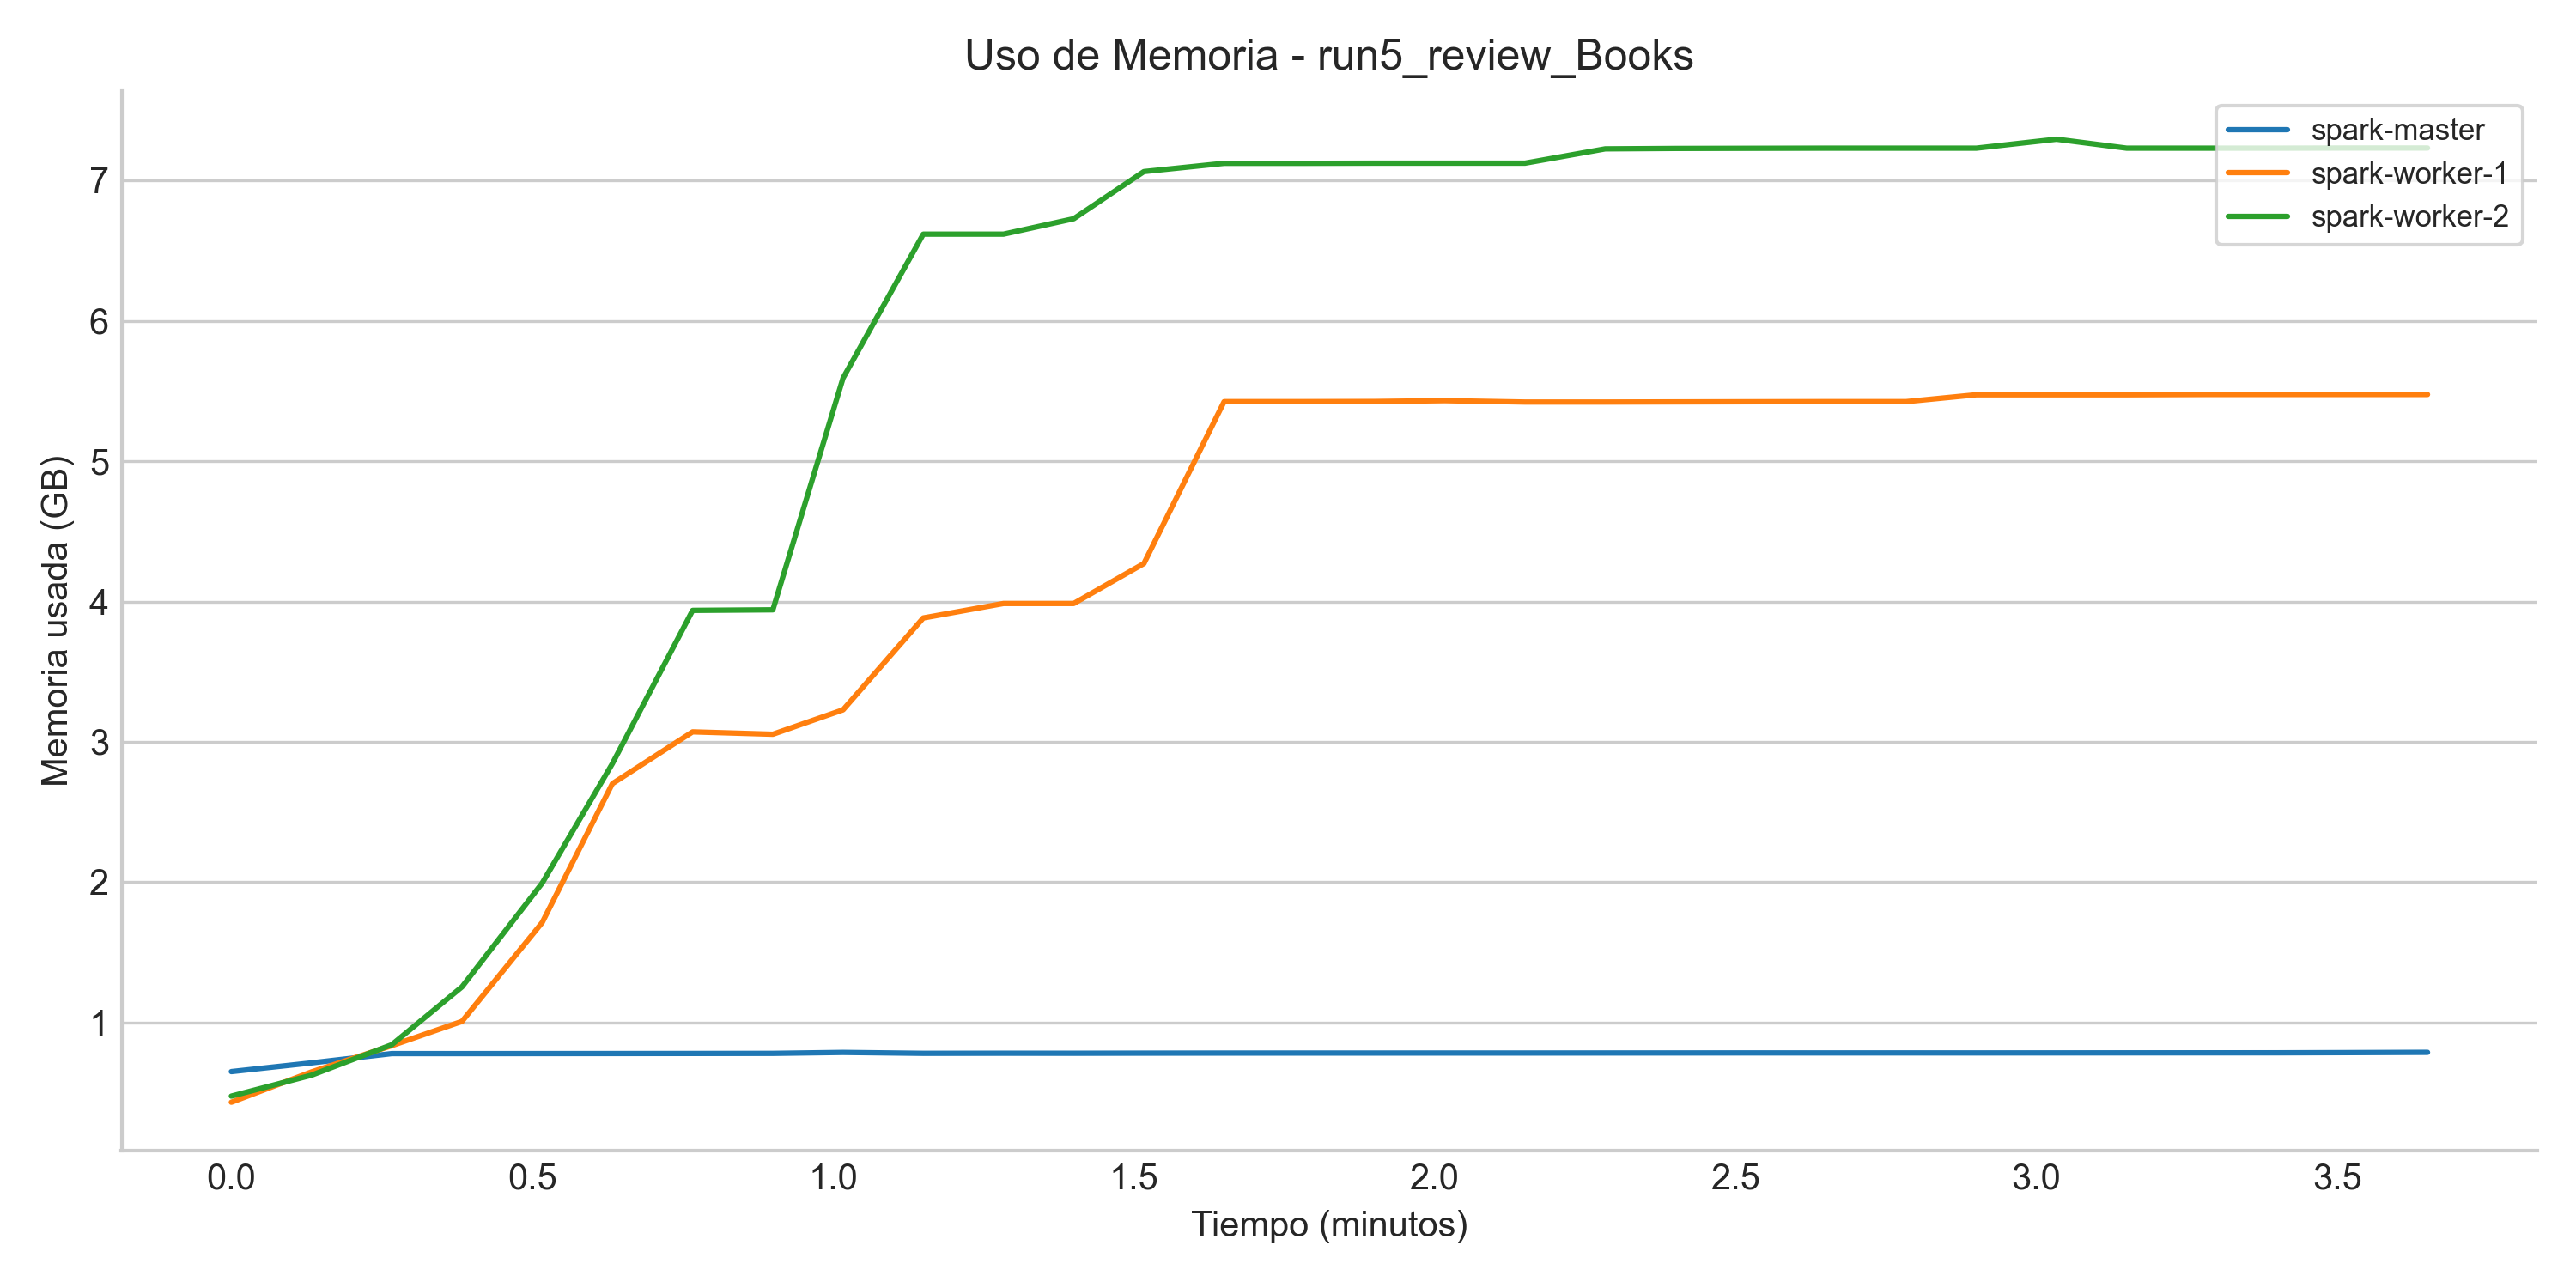 Uso de Memoria - run5_review_Books
spark-master
spark-worker-1
spark-worker-2
Memoria usada (GB)
7
6
5
4
3
2
1
0.0 0.5 1.0 1.5 2.0 2.5 3.0 3.5
Tiempo (minutos)